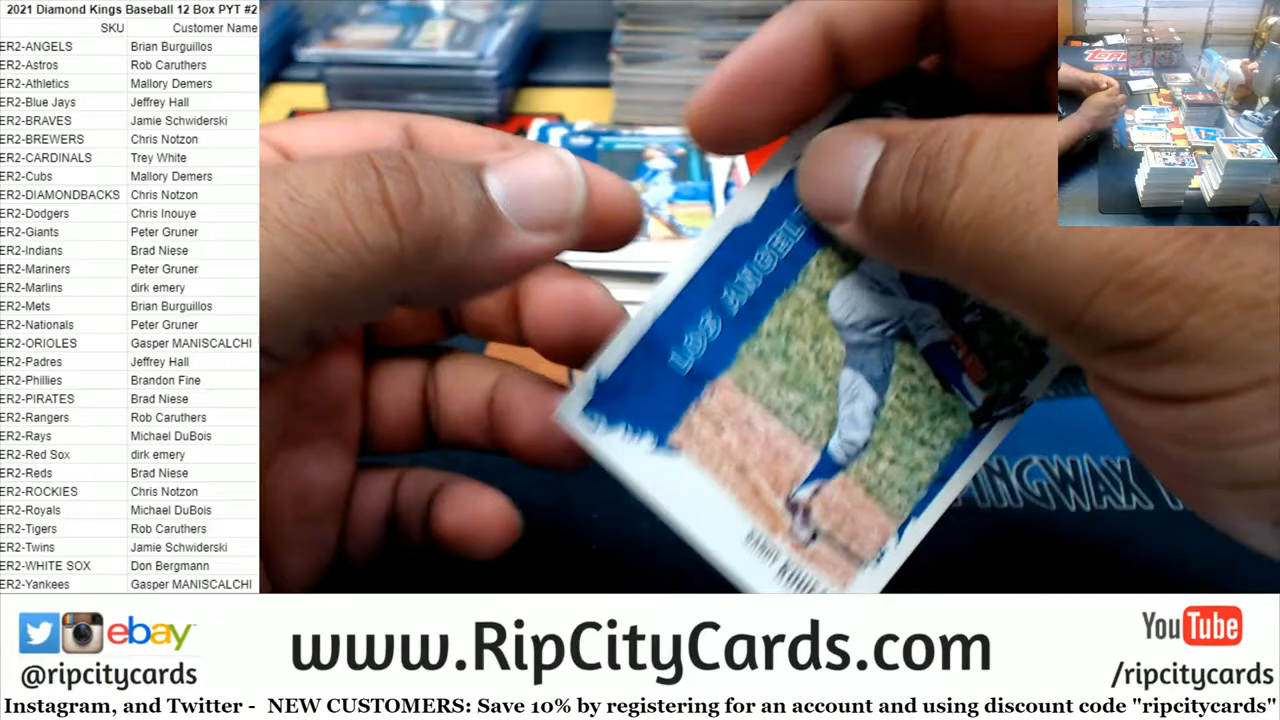 2021 Diamond Kings Baseball 12 Box PYT #2
SKU Customer Name
ER2-ANGELS Brian Burguillos
ER2-Astros Rob Caruthers
ER2-Athletics Mallory Demers
ER2-Blue Jays Jeffrey Hall
ER2-BRAVES Jamie Schwiderski
ER2-BREWERS Chris Notzon
ER2-CARDINALS Trey White
ER2-Cubs Mallory Demers
ER2-DIAMONDBACKS Chris Notzon
ER2-Dodgers Chris Inouye
ER2-Giants Peter Gruner
ER2-Indians Brad Niese
ER2-Mariners Peter Gruner
ER2-Marlins dirk emery
ER2-Mets Brian Burguillos
ER2-Nationals Peter Gruner
ER2-ORIOLES Gasper MANISCALCHI
ER2-Padres Jeffrey Hall
ER2-Phillies Brandon Fine
ER2-PIRATES Brad Niese
ER2-Rangers Rob Caruthers
ER2-Rays Michael DuBois
ER2-Red Sox dirk emery
ER2-Reds Brad Niese
ER2-ROCKIES Chris Notzon
ER2-Royals Michael DuBois
ER2-Tigers Rob Caruthers
ER2-Twins Jamie Schwiderski
ER2-WHITE SOX Don Bergmann
ER2-Yankees Gasper MANISCALCHI
LOS ANGEL
INGWAX
ebay
@ripcitycards
www.RipCityCards.com
YouTube
/ripcitycards
Instagram, and Twitter - NEW CUSTOMERS: Save 10% by registering for an account and using discount code "ripcitycards"